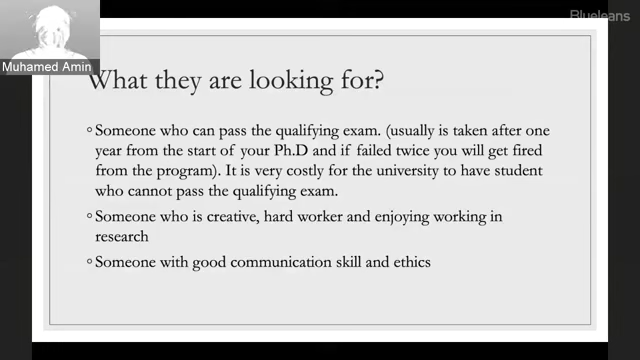 BlueJeans
Muhamed Amin
What they are looking for?
Someone who can pass the qualifying exam. (usually is taken after one
year from the start of your Ph.D and if failed twice you will get fired
from the program). It is very costly for the university to have student
who cannot pass the qualifying exam.
Someone who is creative, hard worker and enjoying working in
research
Someone with good communication skill and ethics